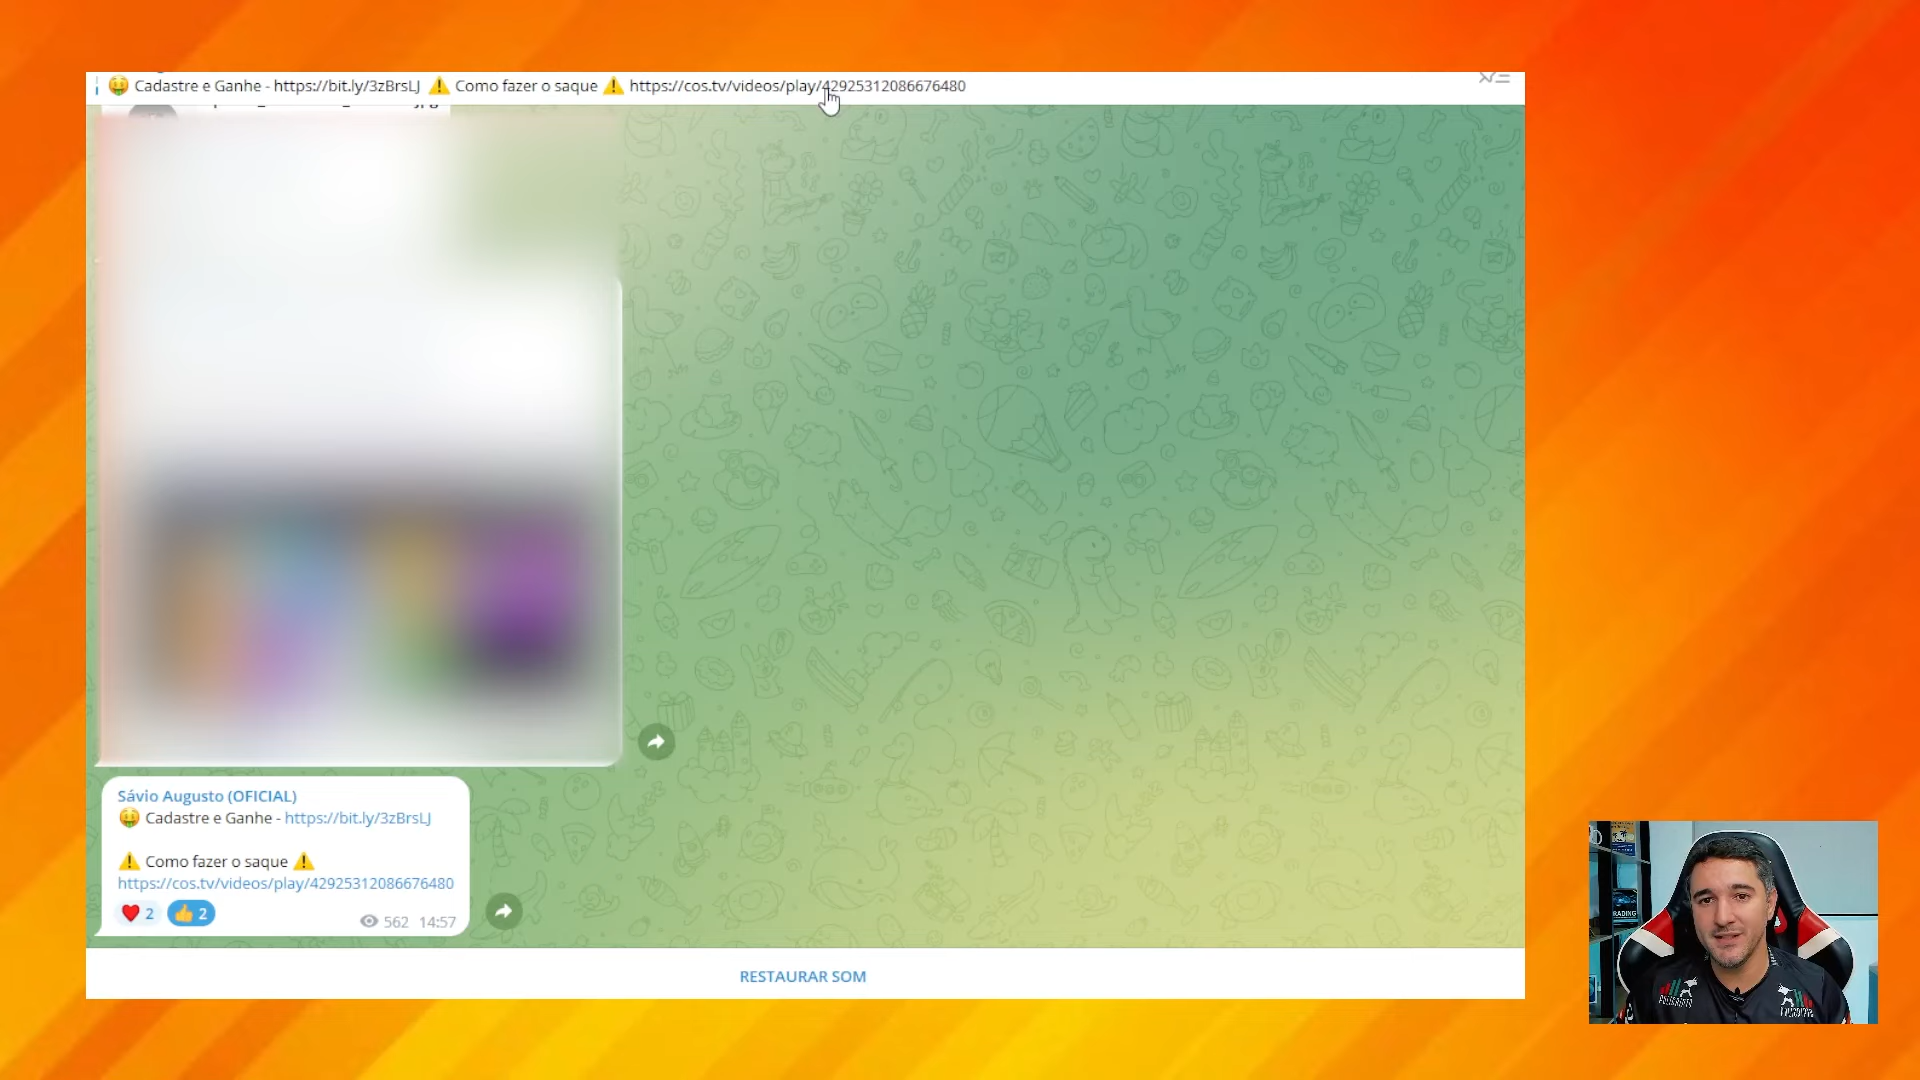 🤑 Cadastre e Ganhe - https://bit.ly/3zBrsLJ ⚠️ Como fazer o saque ⚠️ https://cos.tv/videos/play/42925312086676480
Sávio Augusto (OFICIAL)
🤑 Cadastre e Ganhe - https://bit.ly/3zBrsLJ
⚠️ Como fazer o saque ⚠️
https://cos.tv/videos/play/42925312086676480
❤️ 2 👍 2 562 14:57
RESTAURAR SOM
TRADING